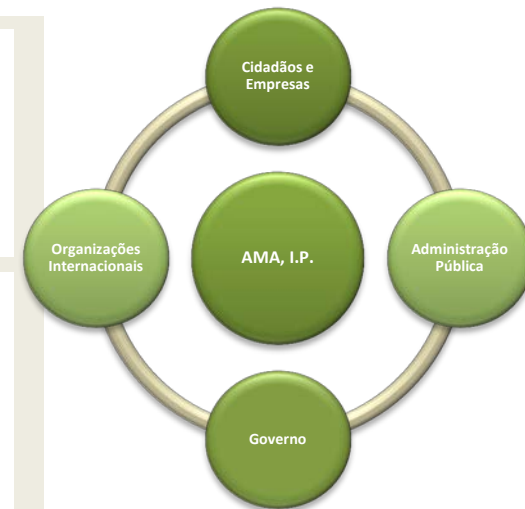 Cidadãos e
Empresas
Organizações
Internacionais
AMA, I.P.
Administração
Pública
Governo